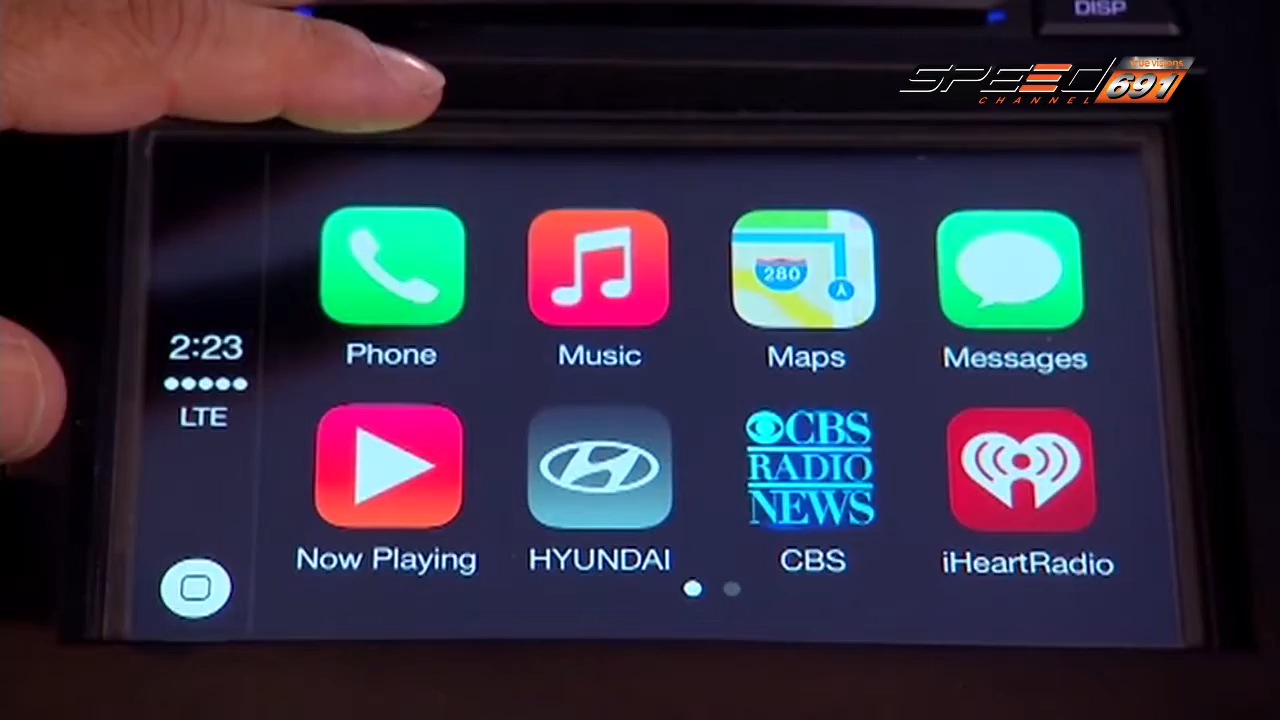 DISP
true visions
SPEED 691
CHANNEL
280
Phone
Music
Maps
Messages
2:23
LTE
CBS
RADIO
NEWS
Now Playing
HYUNDAI
CBS
iHeartRadio